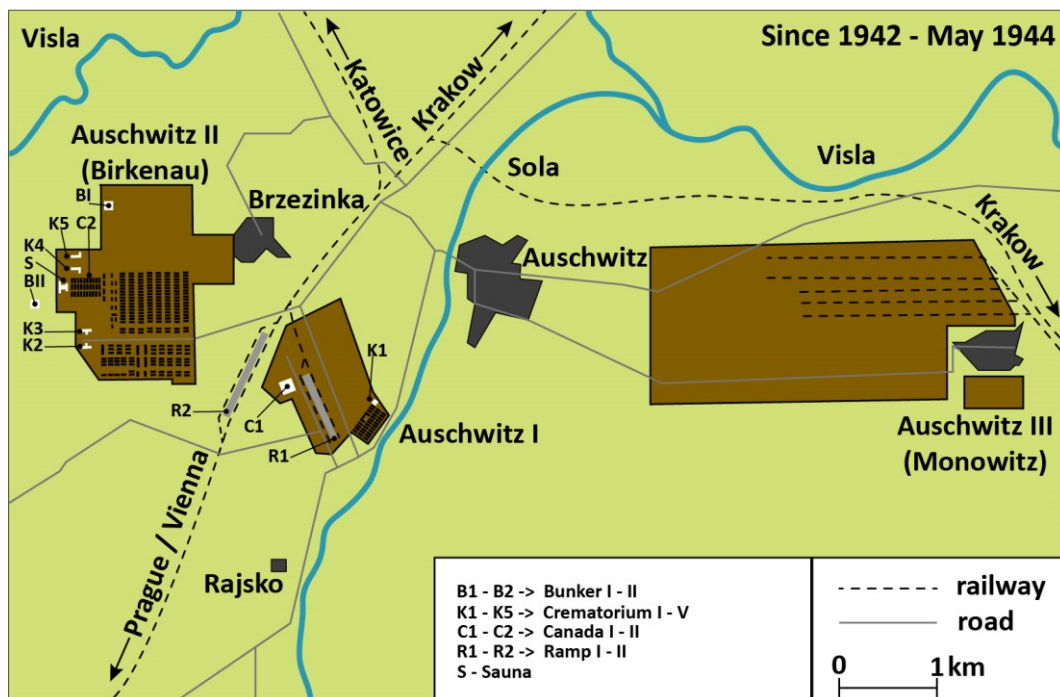 Visla
Since 1942 - May 1944
Katowice
Krakow
Auschwitz II
(Birkenau)
Sola
Visla
BI
Brzezinka
K5
C2
K4
S
BII
K3
K2
Auschwitz
Krakow
K1
R2
C1
R1
Auschwitz I
Auschwitz III
(Monowitz)
Prague / Vienna
Rajsko
B1 - B2 -> Bunker I - II
K1 - K5 -> Crematorium I - V
C1 - C2 -> Canada I - II
R1 - R2 -> Ramp I - II
S - Sauna
railway
road
0 1 km